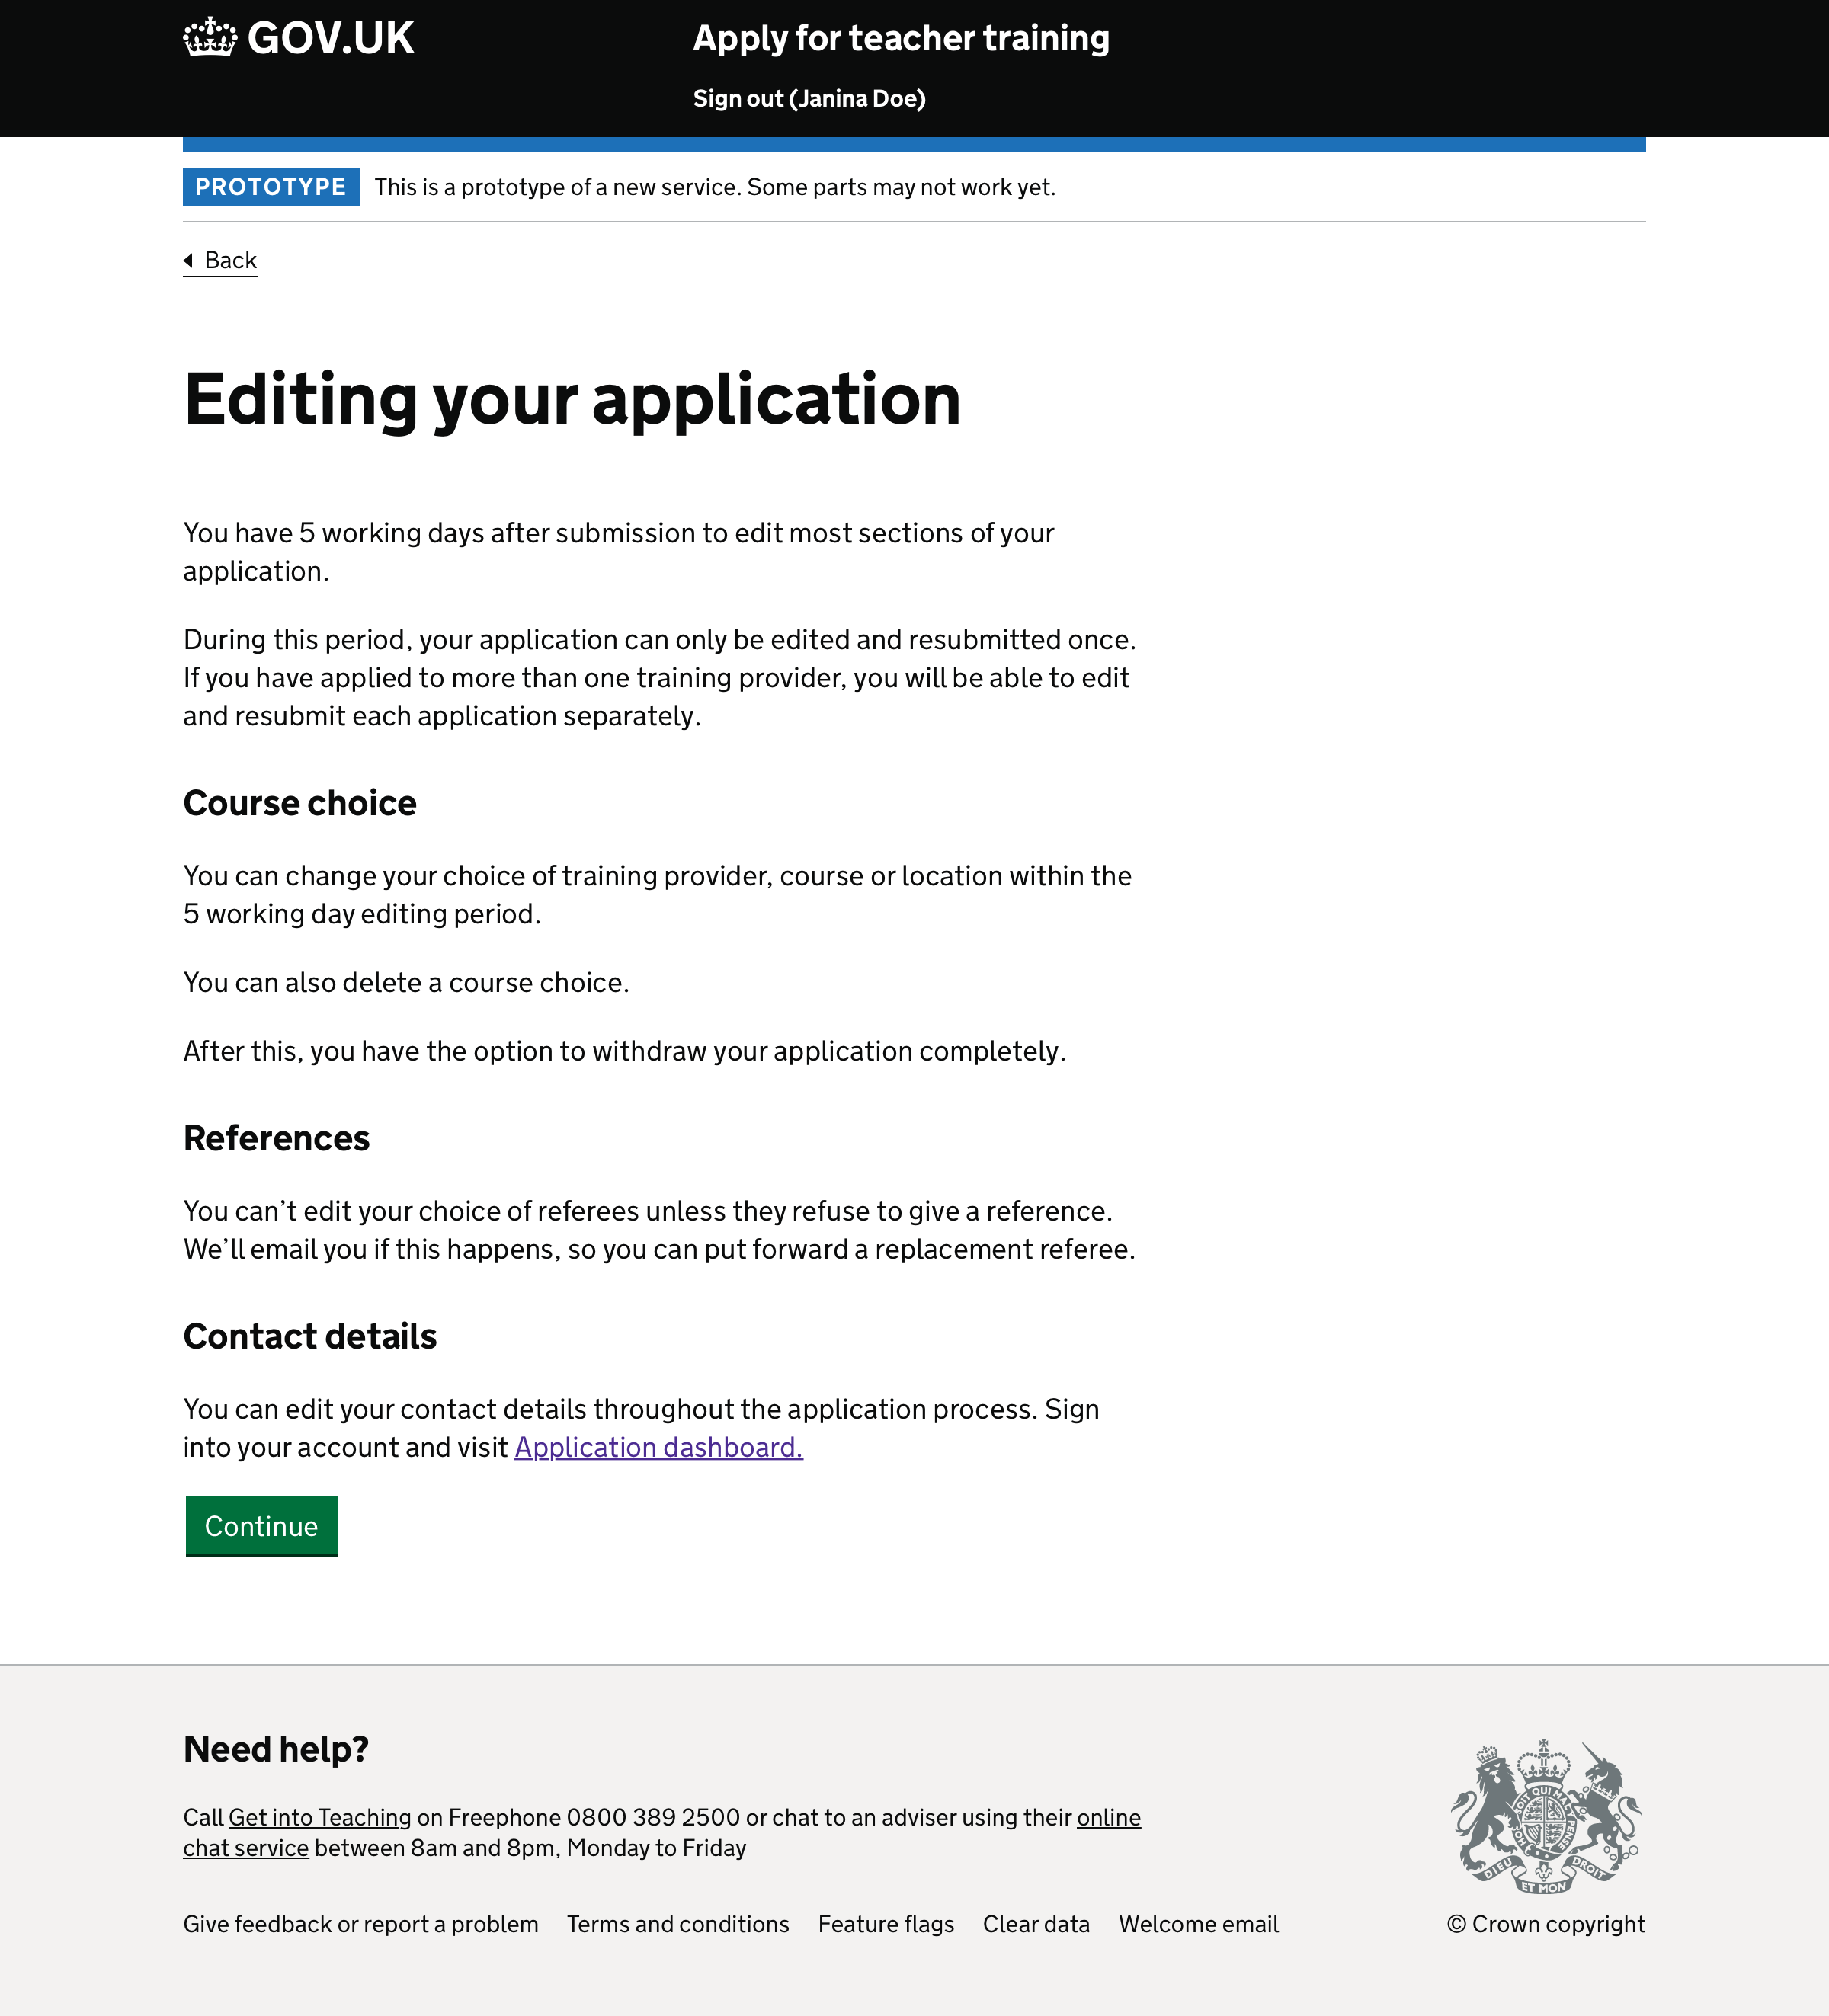 GOV.UK
Apply for teacher training
Sign out (Janina Doe)
PROTOTYPE This is a prototype of a new service. Some parts may not work yet.
Back
Editing your application
You have 5 working days after submission to edit most sections of your
application.
During this period, your application can only be edited and resubmitted once.
If you have applied to more than one training provider, you will be able to edit
and resubmit each application separately.
Course choice
You can change your choice of training provider, course or location within the
5 working day editing period.
You can also delete a course choice.
After this, you have the option to withdraw your application completely.
References
You can’t edit your choice of referees unless they refuse to give a reference.
We’ll email you if this happens, so you can put forward a replacement referee.
Contact details
You can edit your contact details throughout the application process. Sign
into your account and visit Application dashboard.
Continue
Need help?
Call Get into Teaching on Freephone 0800 389 2500 or chat to an adviser using their online
chat service between 8am and 8pm, Monday to Friday
Give feedback or report a problem Terms and conditions Feature flags Clear data Welcome email
DIEU ET MON DROIT
© Crown copyright